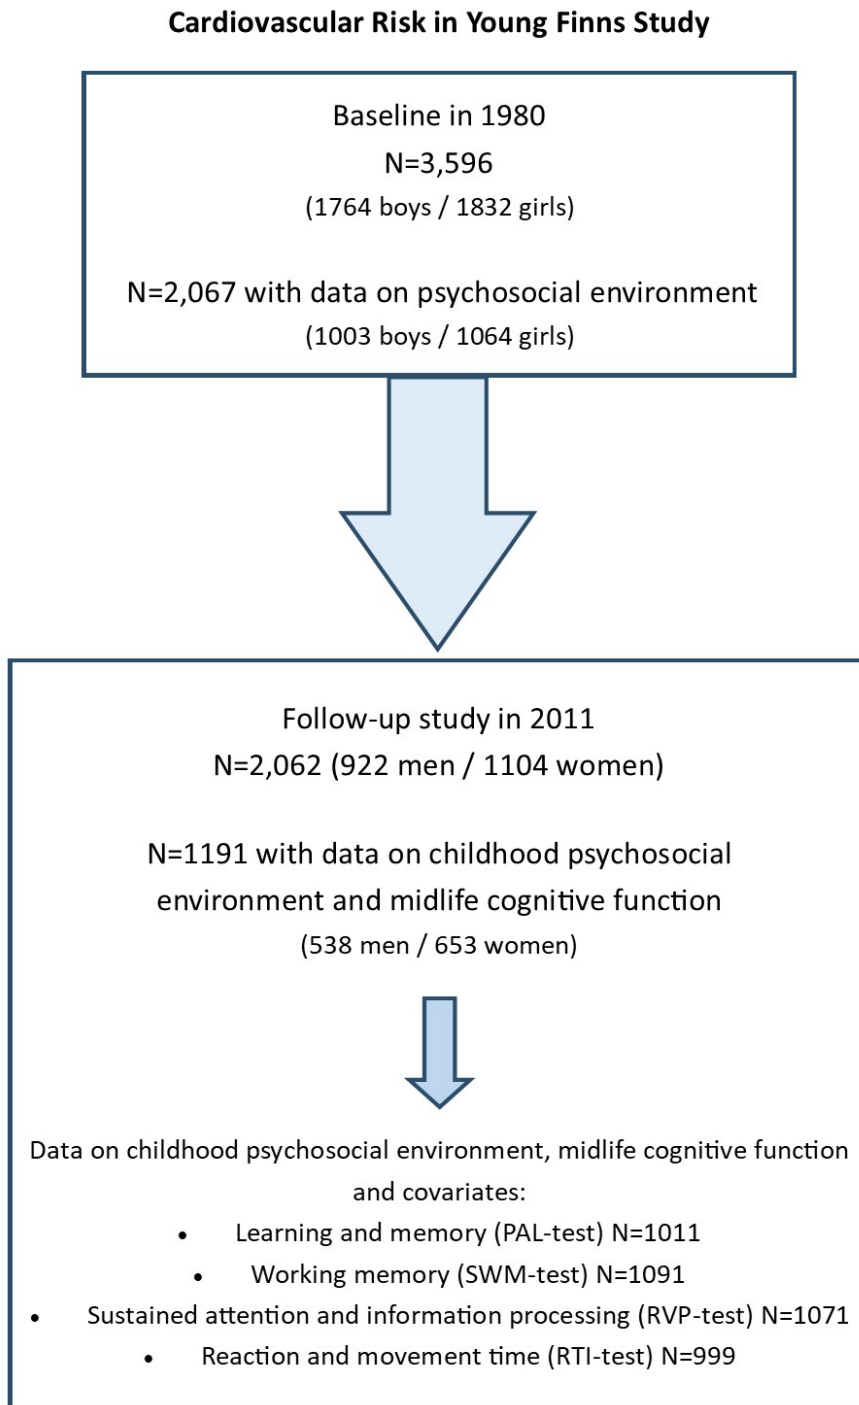 Cardiovascular Risk in Young Finns Study
Baseline in 1980
N=3,596
(1764 boys / 1832 girls)
N=2,067 with data on psychosocial environment
(1003 boys / 1064 girls)
Follow-up study in 2011
N=2,062 (922 men / 1104 women)
N=1191 with data on childhood psychosocial
environment and midlife cognitive function
(538 men / 653 women)
Data on childhood psychosocial environment, midlife cognitive function
and covariates:
• Learning and memory (PAL-test) N=1011
• Working memory (SWM-test) N=1091
• Sustained attention and information processing (RVP-test) N=1071
• Reaction and movement time (RTI-test) N=999